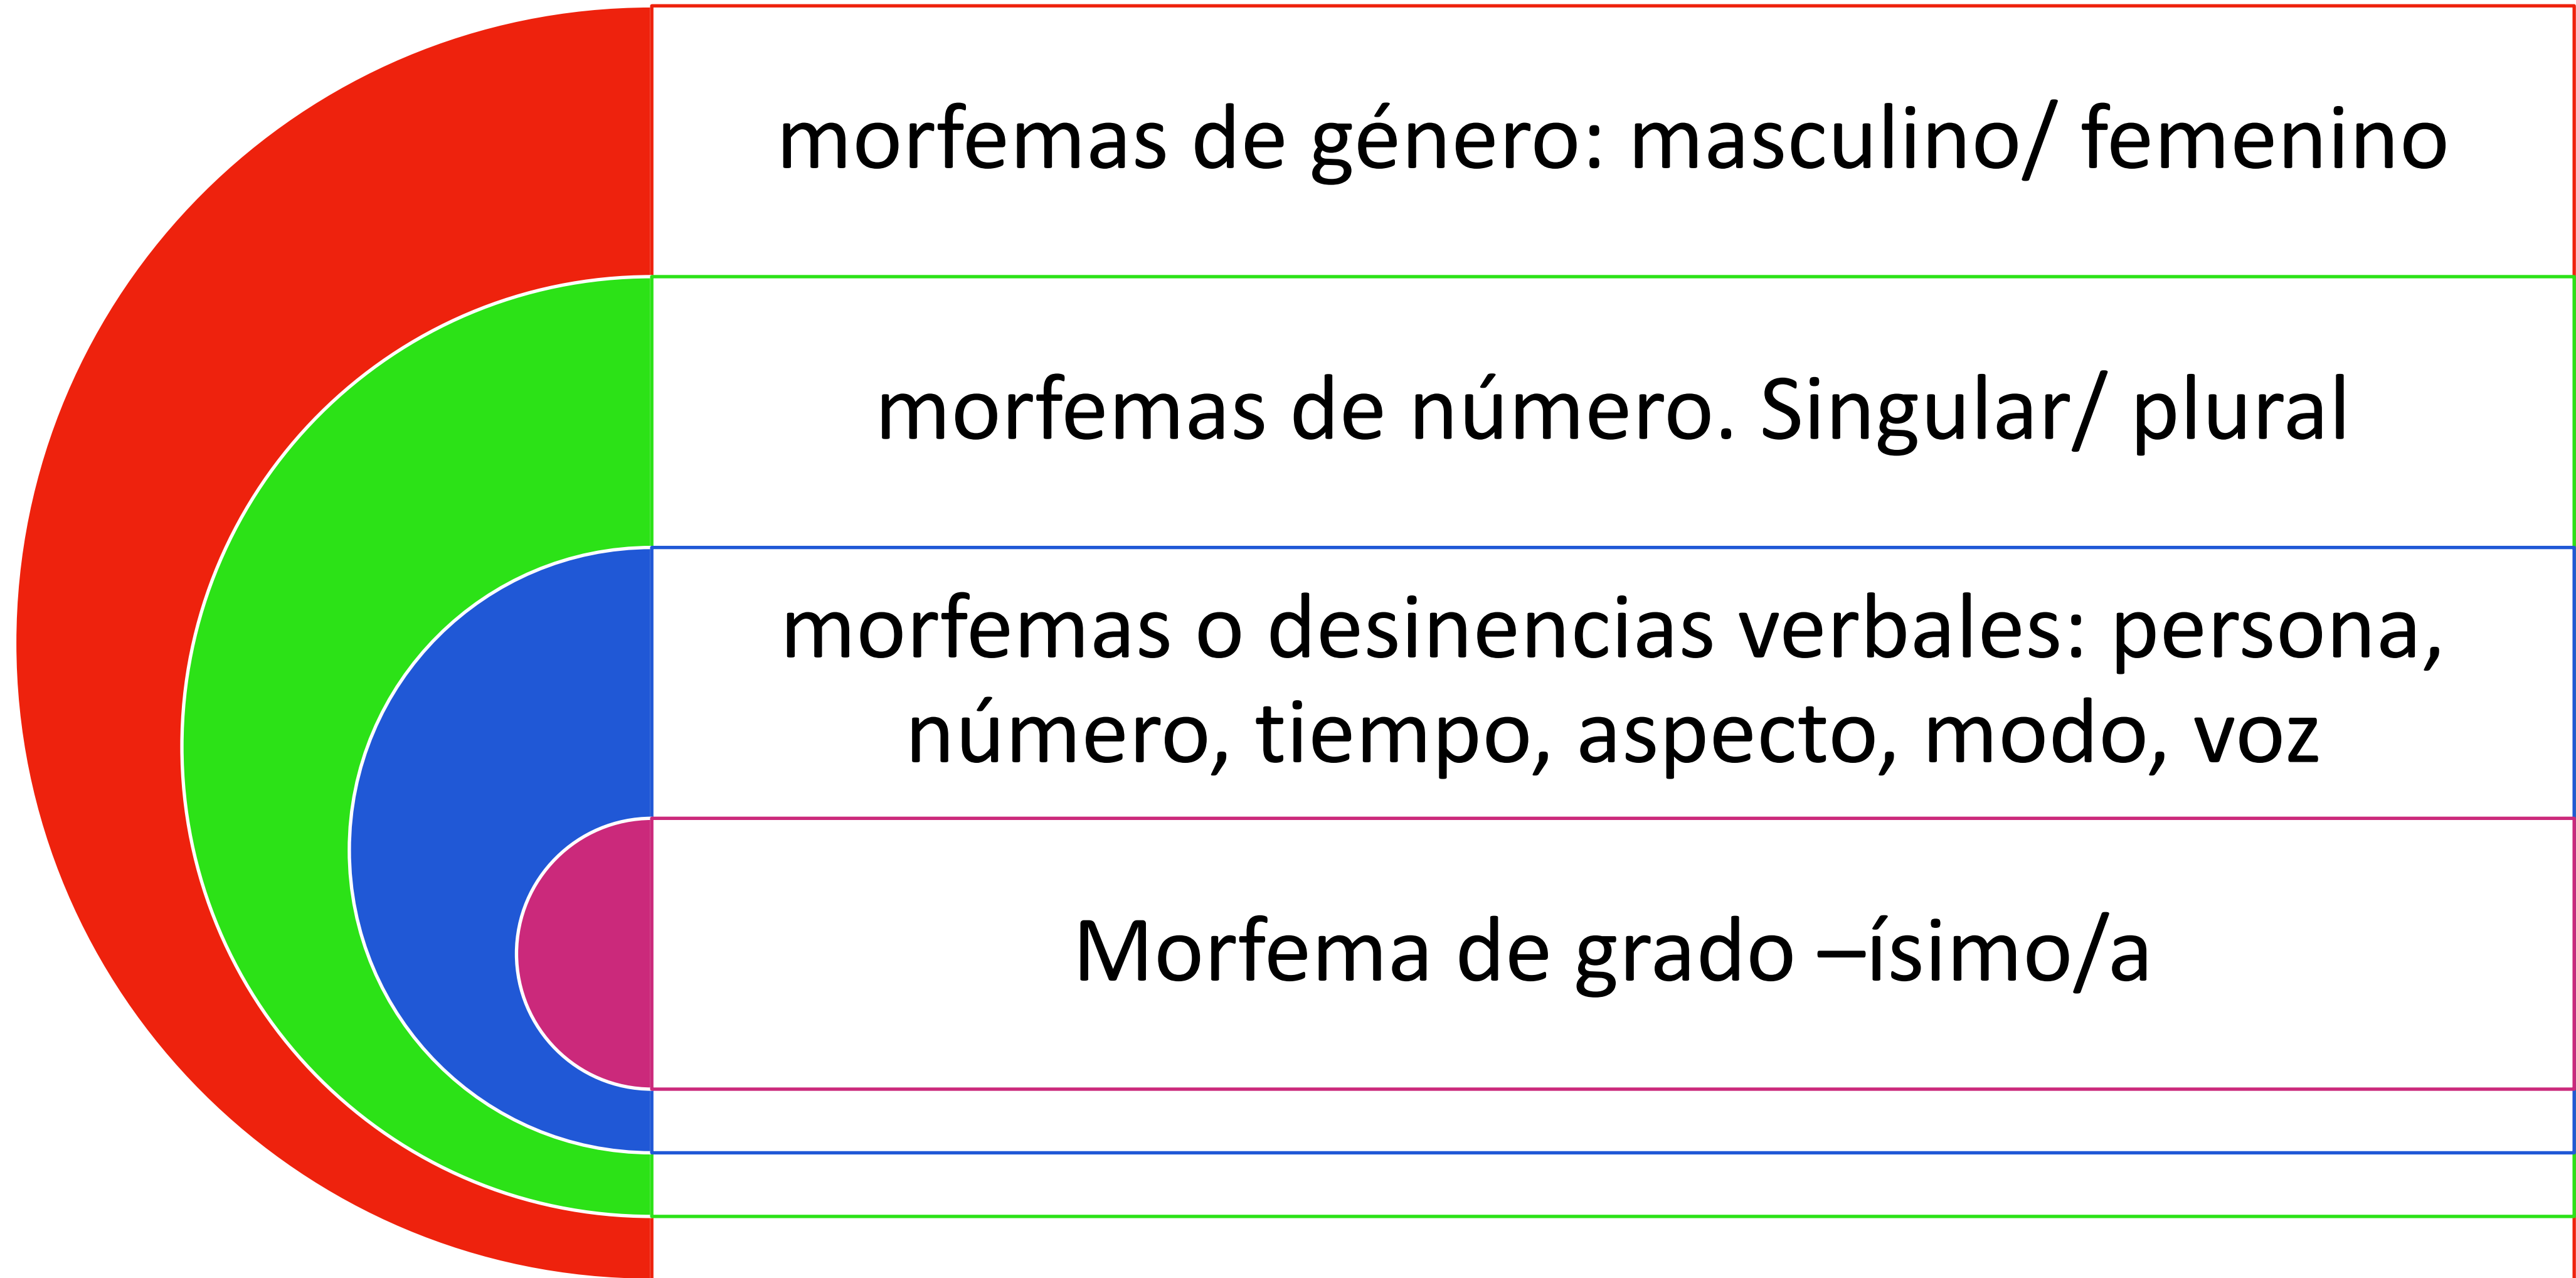 morfemas de género: masculino/ femenino
morfemas de número. Singular/ plural
morfemas o desinencias verbales: persona,
número, tiempo, aspecto, modo, voz
Morfema de grado –ísimo/a